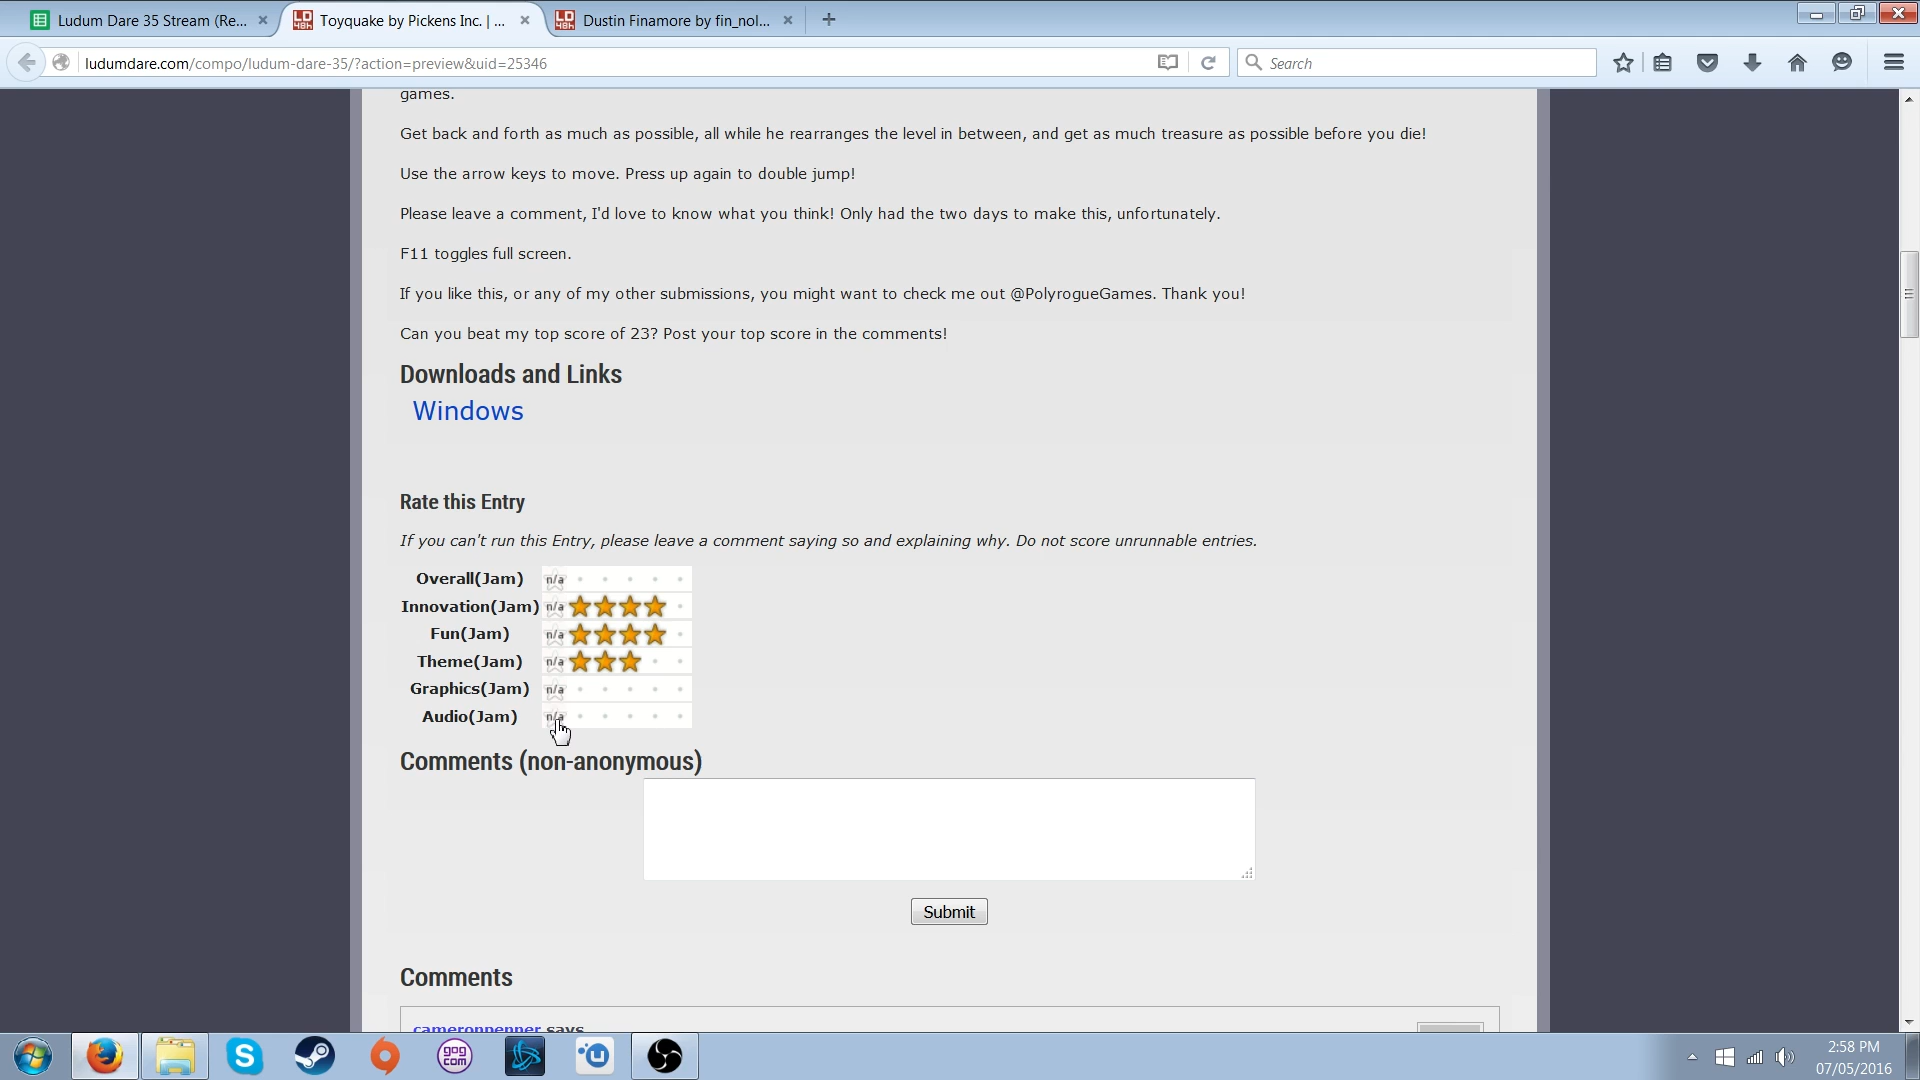 Ludum Dare 35 Stream (Re...
Toyquake by Pickens Inc. | ...
Dustin Finamore by fin_nol...
ludumdare.com/compo/ludum-dare-35/?action=preview&uid=25346
Search
games.
Get back and forth as much as possible, all while he rearranges the level in between, and get as much treasure as possible before you die!
Use the arrow keys to move. Press up again to double jump!
Please leave a comment, I'd love to know what you think! Only had the two days to make this, unfortunately.
F11 toggles full screen.
If you like this, or any of my other submissions, you might want to check me out @PolyrogueGames. Thank you!
Can you beat my top score of 23? Post your top score in the comments!
Downloads and Links
Windows
Rate this Entry
If you can't run this Entry, please leave a comment saying so and explaining why. Do not score unrunnable entries.
Overall(Jam) n/a
Innovation(Jam) n/a
Fun(Jam) n/a
Theme(Jam) n/a
Graphics(Jam) n/a
Audio(Jam) n/a
Comments (non-anonymous)
Submit
Comments
cameronpenner says
gog
com
2:58 PM
07/05/2016